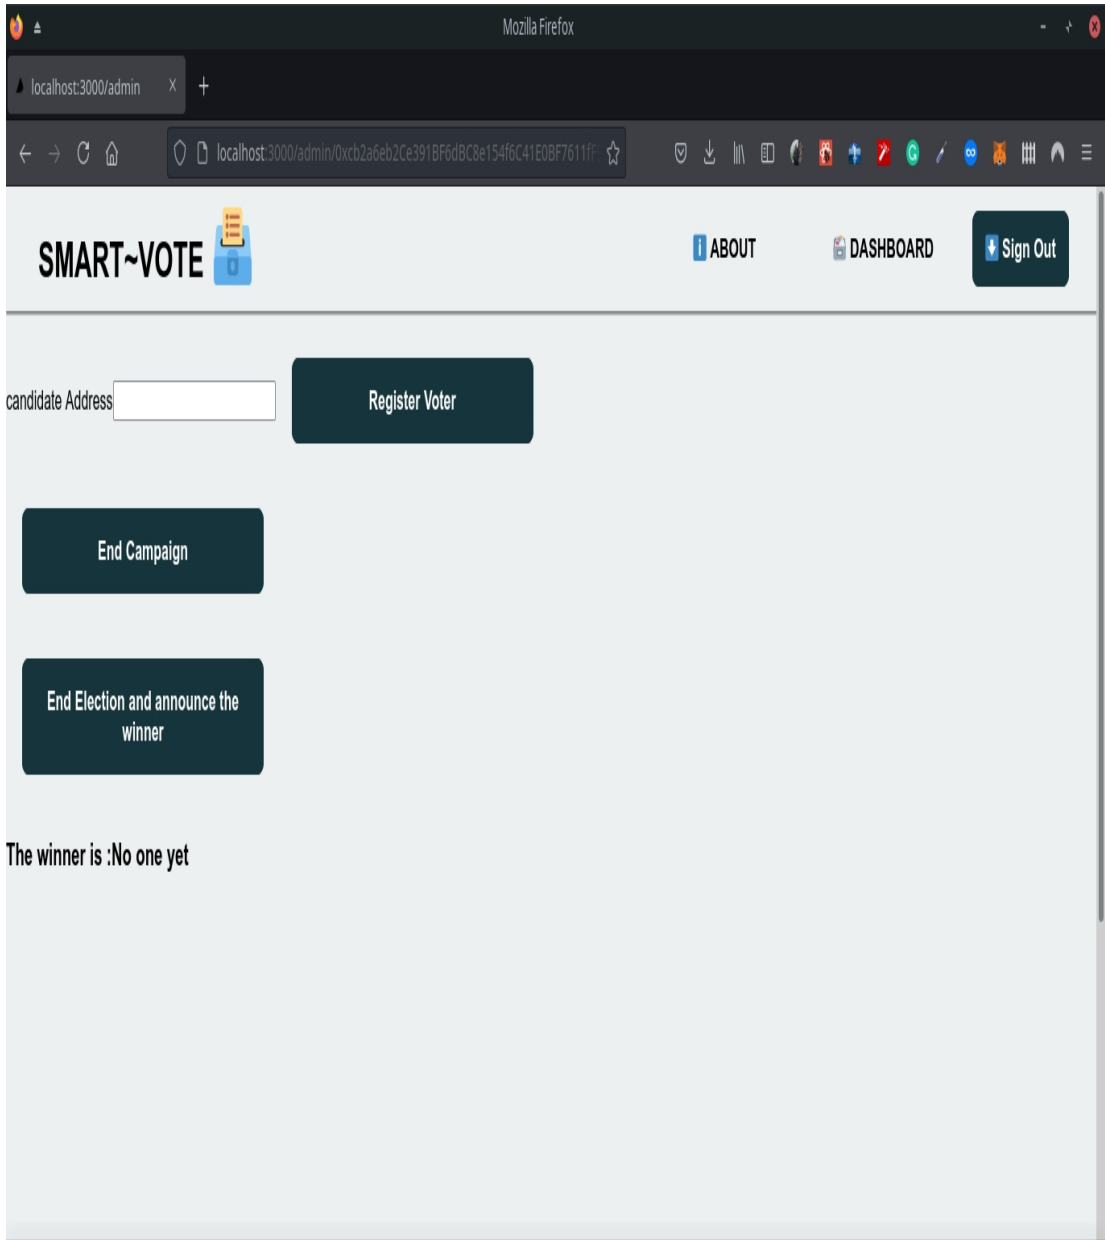 Mozilla Firefox
localhost:3000/admin
localhost:3000/admin/0xcb2a6eb2Ce391BF6dBC8e154f6C41E0BF7611fF
SMART~VOTE
ABOUT
DASHBOARD
Sign Out
candidate Address
Register Voter
End Campaign
End Election and announce the
winner
The winner is :No one yet